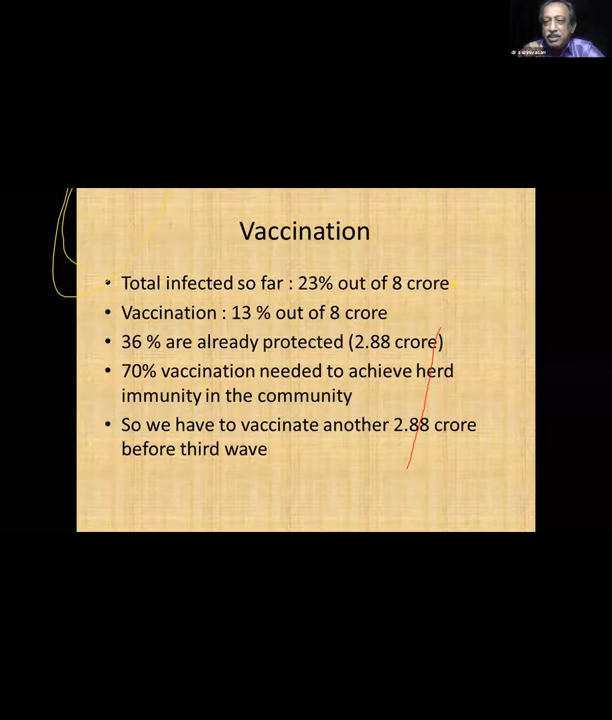 Vaccination
• Total infected so far : 23% out of 8 crore
• Vaccination : 13 % out of 8 crore
• 36 % are already protected (2.88 crore)
• 70% vaccination needed to achieve herd
immunity in the community
• So we have to vaccinate another 2.88 crore
before third wave